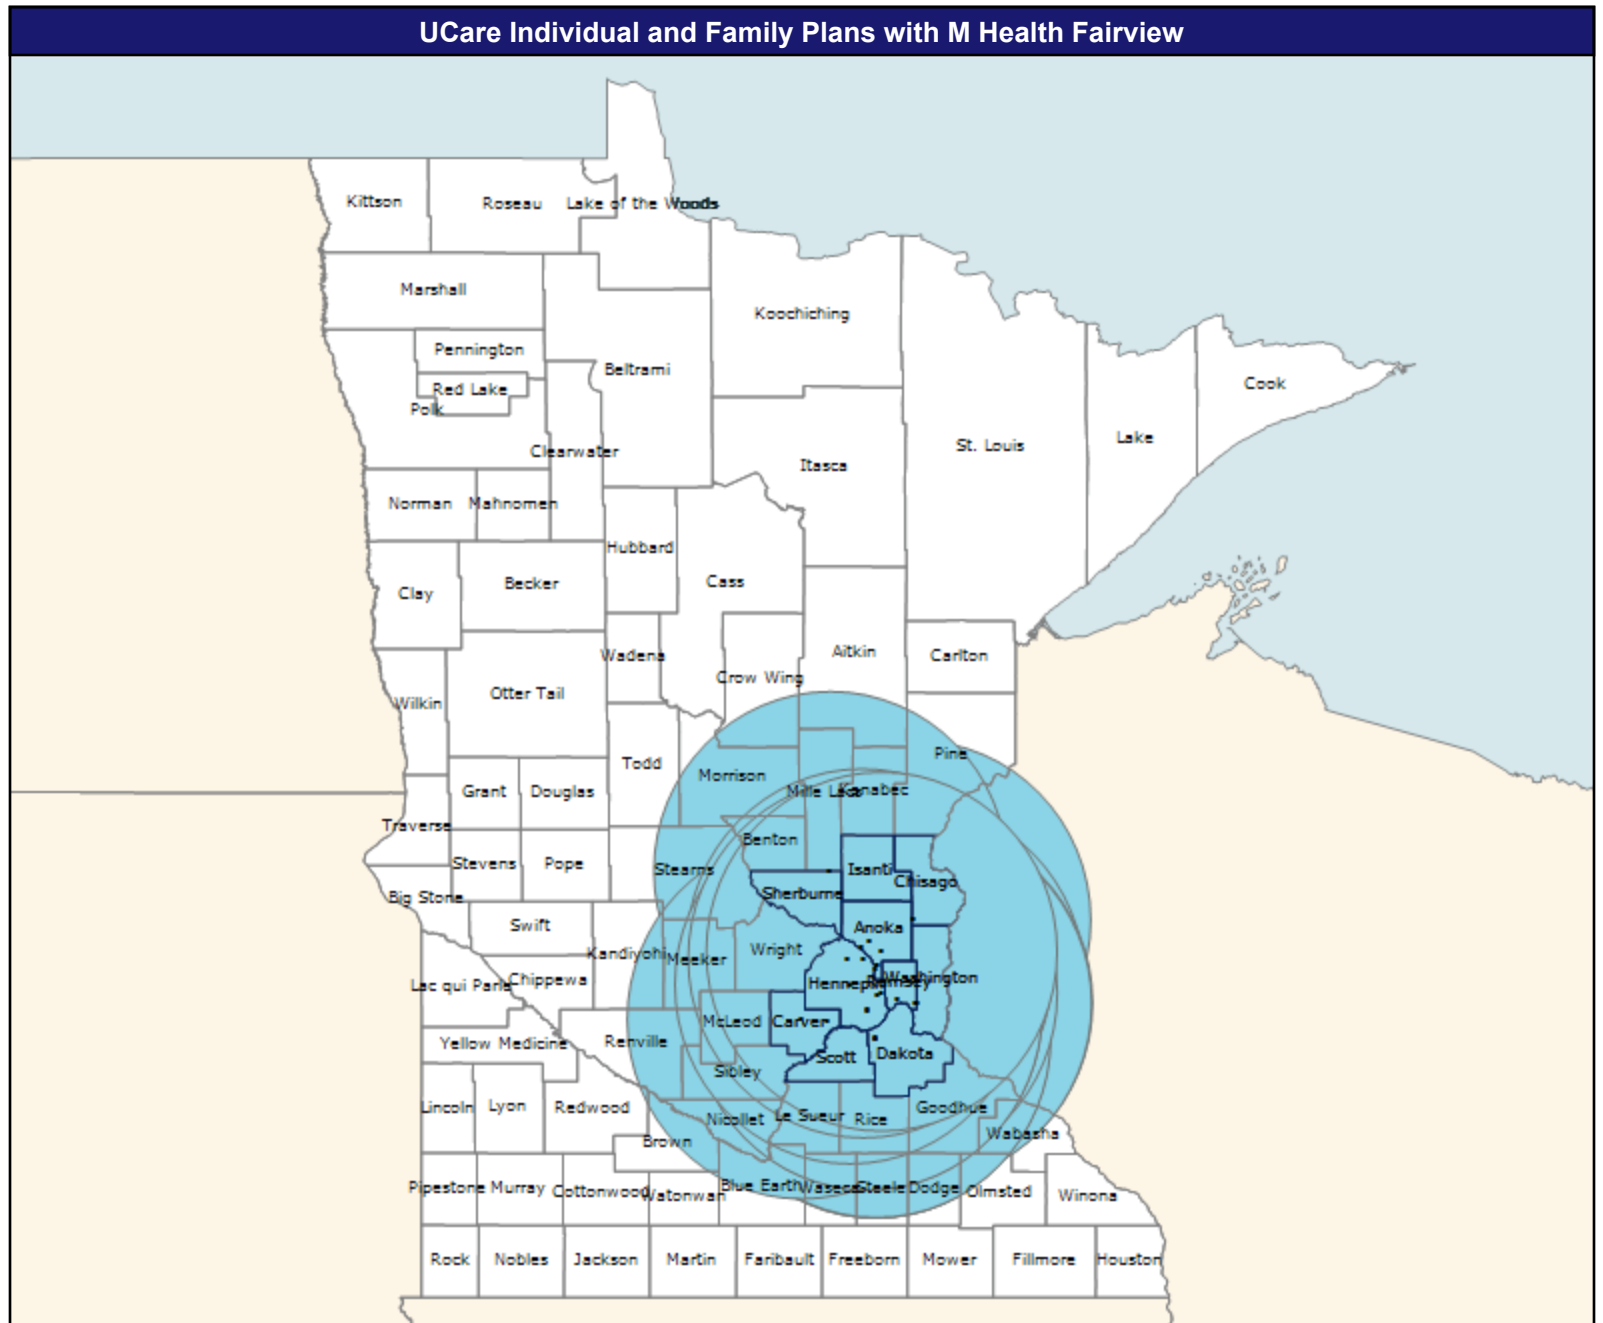 UCare Individual and Family Plans with M Health Fairview
Kittson
Roseau
Lake of the Woods
Marshall
Koochiching
Pennington
Beltrami
Red Lake
Cook
Polk
Lake
St. Louis
Clearwater
Itasca
Norman
Mahnomen
Hubbard
Cass
Becker
Clay
Aitkin
Wadena
Carlton
Crow Wing
Otter Tail
Wilkin
Pine
Todd
Morrison
Grant
Douglas
Mille Lacs
Kanabec
Traverse
Benton
Stevens
Pope
Stearns
Isanti
Chisago
Big Stone
Sherburne
Swift
Anoka
Wright
Kandiyohi
Meeker
Chippewa
Washington
Lac qui Parle
Hennepin
Ramsey
McLeod
Carver
Yellow Medicine
Renville
Scott
Dakota
Sibley
Lincoln
Lyon
Redwood
Goodhue
Nicollet
Le Sueur
Rice
Wabasha
Brown
Pipestone
Murray
Cottonwood
Watonwan
Blue Earth
Waseca
Steele
Dodge
Olmsted
Winona
Rock
Nobles
Jackson
Martin
Faribault
Freeborn
Mower
Fillmore
Houston